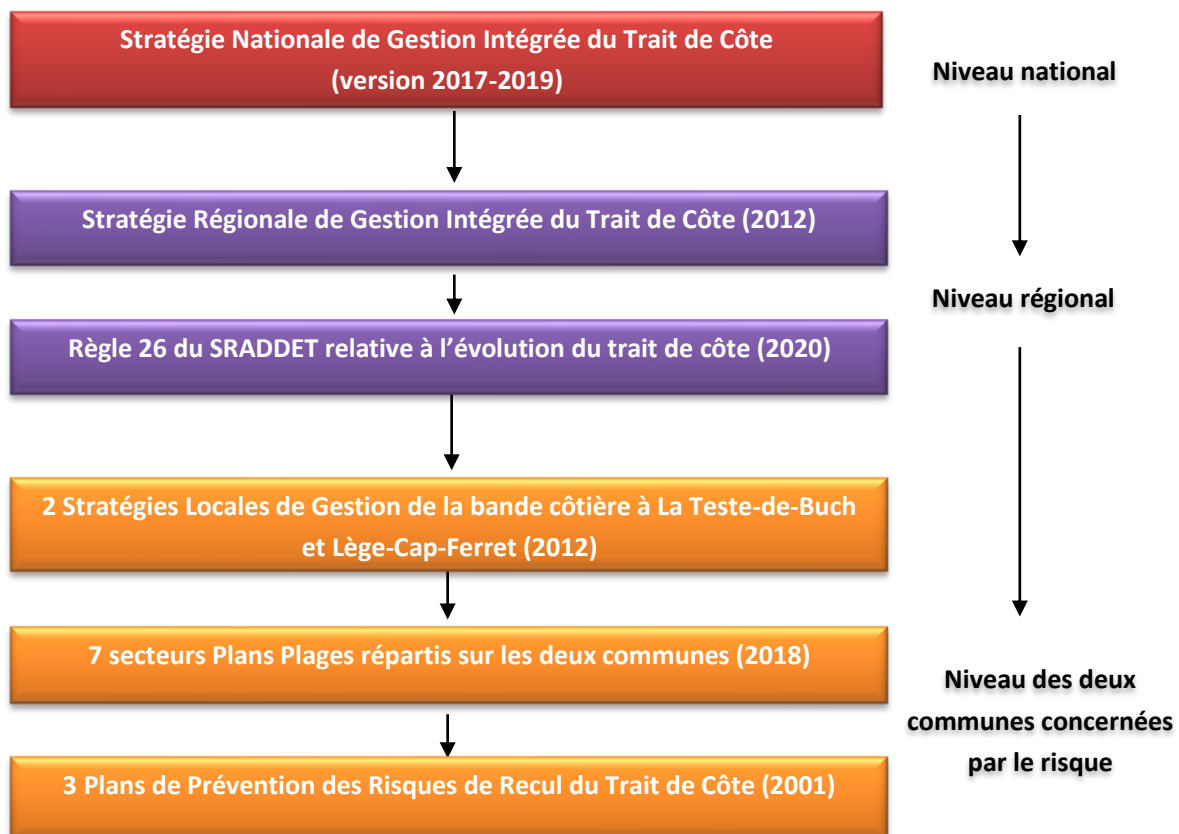 Stratégie Nationale de Gestion Intégrée du Trait de Côte
(version 2017-2019)
Niveau national
Stratégie Régionale de Gestion Intégrée du Trait de Côte (2012)
Niveau régional
Règle 26 du SRADDET relative à l’évolution du trait de côte (2020)
2 Stratégies Locales de Gestion de la bande côtière à La Teste-de-Buch
et Lège-Cap-Ferret (2012)
7 secteurs Plans Plages répartis sur les deux communes (2018)
Niveau des deux
communes concernées
par le risque
3 Plans de Prévention des Risques de Recul du Trait de Côte (2001)